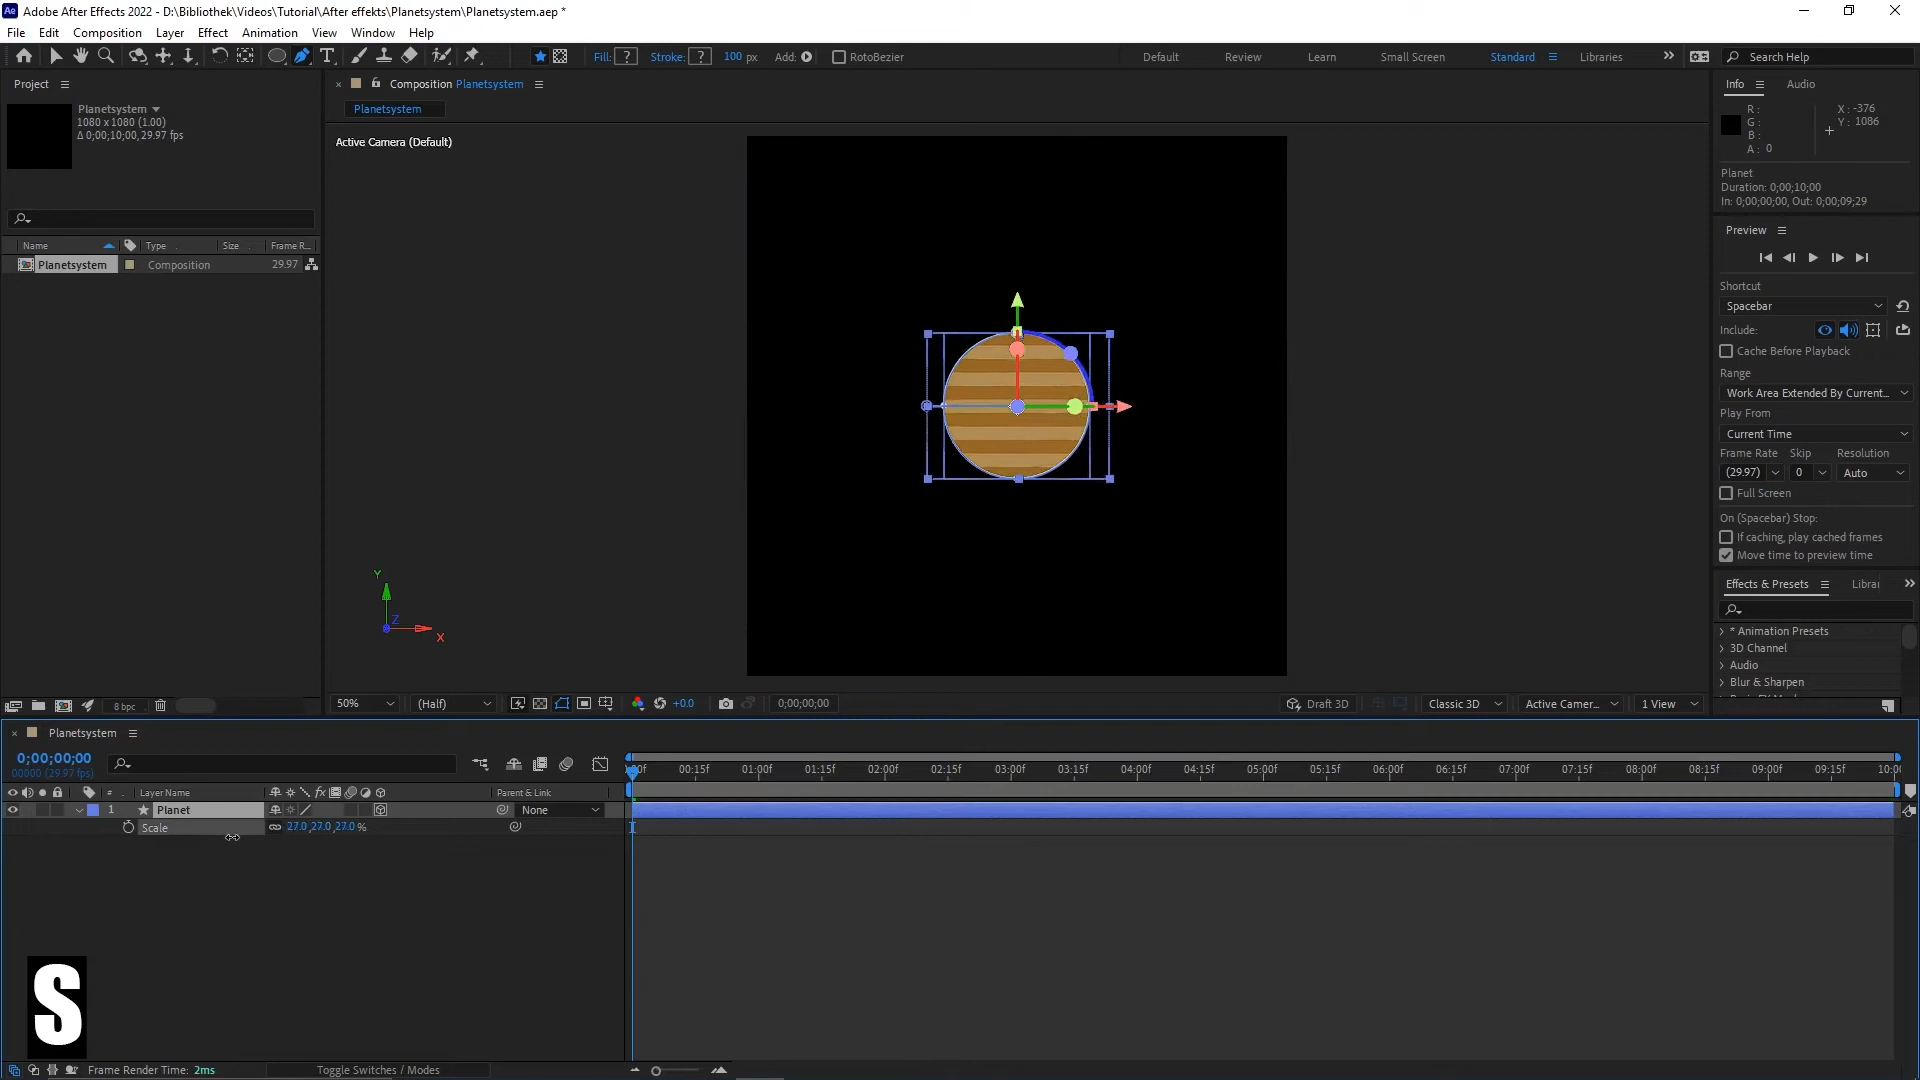 Adobe After Effects 2022 - D:\Bibliothek\Videos\Tutorial\After effekts\Planetsystem\Planetsystem.aep *
File Edit Composition Layer Effect Animation View Window Help
Fill: ? Stroke: ? 100 px Add: RotoBezier Default Review Learn Small Screen Standard Libraries Search Help
Project
Planetsystem
1080 x 1080 (1.00)
Δ 0;00;10;00, 29.97 fps
Name Type Size Frame R...
Planetsystem Composition 29.97
8 bpc
Composition Planetsystem
Planetsystem
Active Camera (Default)
Y
Z
X
50% (Half) +0.0 0;00;00;00 Draft 3D Classic 3D Active Camer... 1 View
Info Audio
R :
G :
B :
A : 0
X : -376
Y : 1086
Planet
Duration: 0;00;10;00
In: 0;00;00;00, Out: 0;00;09;29
Preview
Shortcut
Spacebar
Include:
Cache Before Playback
Range
Work Area Extended By Current...
Play From
Current Time
Frame Rate Skip Resolution
(29.97) 0 Auto
Full Screen
On (Spacebar) Stop:
If caching, play cached frames
Move time to preview time
Effects & Presets Librar
* Animation Presets
3D Channel
Audio
Blur & Sharpen
Planetsystem
0;00;00;00
00000 (29.97 fps)
00:15f 01:00f 01:15f 02:00f 02:15f 03:00f 03:15f 04:00f 04:15f 05:00f 05:15f 06:00f 06:15f 07:00f 07:15f 08:00f 08:15f 09:00f 09:15f 10:00
# Layer Name fx Parent & Link
1 Planet None
Scale 27.0,27.0,27.0 %
S
Frame Render Time: 2ms Toggle Switches / Modes